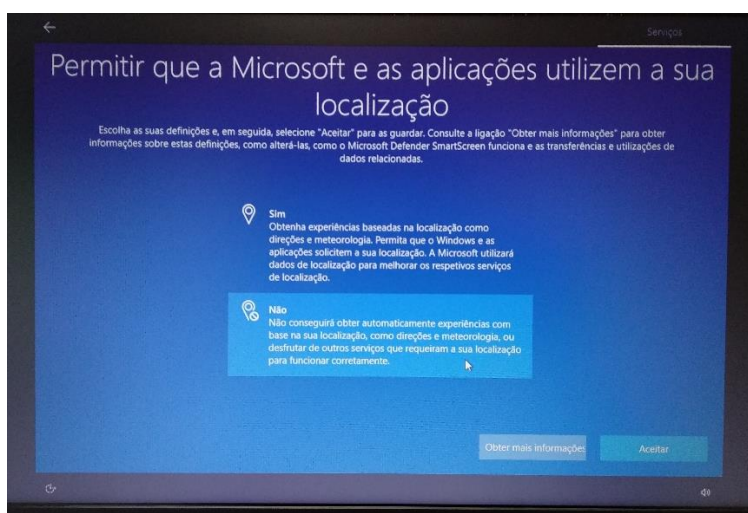 Serviços
Permitir que a Microsoft e as aplicações utilizem a sua
localização
Escolha as suas definições e, em seguida, selecione "Aceitar" para as guardar. Consulte a ligação "Obter mais informações" para obter
informações sobre estas definições, como alterá-las, como o Microsoft Defender SmartScreen funciona e as transferências e utilizações de
dados relacionadas.
Sim
Obtenha experiências baseadas na localização como
direções e meteorologia. Permita que o Windows e as
aplicações solicitem a sua localização. A Microsoft utilizará
dados de localização para melhorar os respetivos serviços
de localização.
Não
Não conseguirá obter automaticamente experiências com
base na sua localização, como direções e meteorologia, ou
desfrutar de outros serviços que requeiram a sua localização
para funcionar corretamente.
Obter mais informações
Aceitar